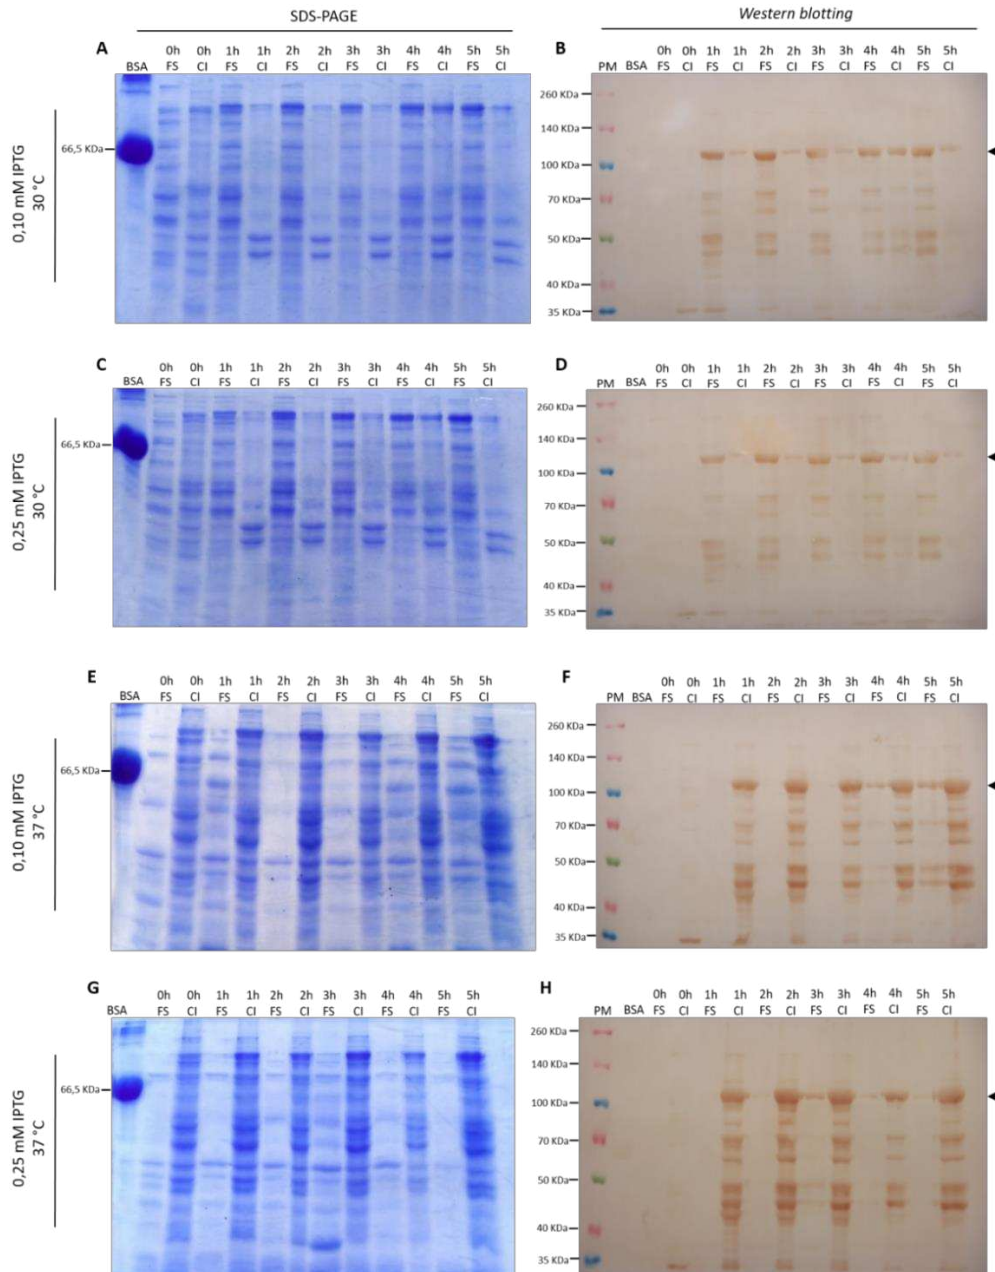 SDS-PAGE
Western blotting
A
0h 0h 1h 1h 2h 2h 3h 3h 4h 4h 5h 5h
BSA FS CI FS CI FS CI FS CI FS CI FS CI
66,5 KDa
0,10 mM IPTG
30 °C
B
0h 0h 1h 1h 2h 2h 3h 3h 4h 4h 5h 5h
PM BSA FS CI FS CI FS CI FS CI FS CI FS CI
260 KDa
140 KDa
100 KDa
70 KDa
50 KDa
40 KDa
35 KDa
C
0h 0h 1h 1h 2h 2h 3h 3h 4h 4h 5h 5h
BSA FS CI FS CI FS CI FS CI FS CI FS CI
66,5 KDa
0,25 mM IPTG
30 °C
D
0h 0h 1h 1h 2h 2h 3h 3h 4h 4h 5h 5h
PM BSA FS CI FS CI FS CI FS CI FS CI FS CI
260 KDa
140 KDa
100 KDa
70 KDa
50 KDa
40 KDa
35 KDa
E
0h 0h 1h 1h 2h 2h 3h 3h 4h 4h 5h 5h
BSA FS CI FS CI FS CI FS CI FS CI FS CI
66,5 KDa
0,10 mM IPTG
37 °C
F
0h 0h 1h 1h 2h 2h 3h 3h 4h 4h 5h 5h
PM BSA FS CI FS CI FS CI FS CI FS CI FS CI
260 KDa
140 KDa
100 KDa
70 KDa
50 KDa
40 KDa
35 KDa
G
0h 0h 1h 1h 2h 2h 3h 3h 4h 4h 5h 5h
BSA FS CI FS CI FS CI FS CI FS CI FS CI
66,5 KDa
0,25 mM IPTG
37 °C
H
0h 0h 1h 1h 2h 2h 3h 3h 4h 4h 5h 5h
PM BSA FS CI FS CI FS CI FS CI FS CI FS CI
260 KDa
140 KDa
100 KDa
70 KDa
50 KDa
40 KDa
35 KDa